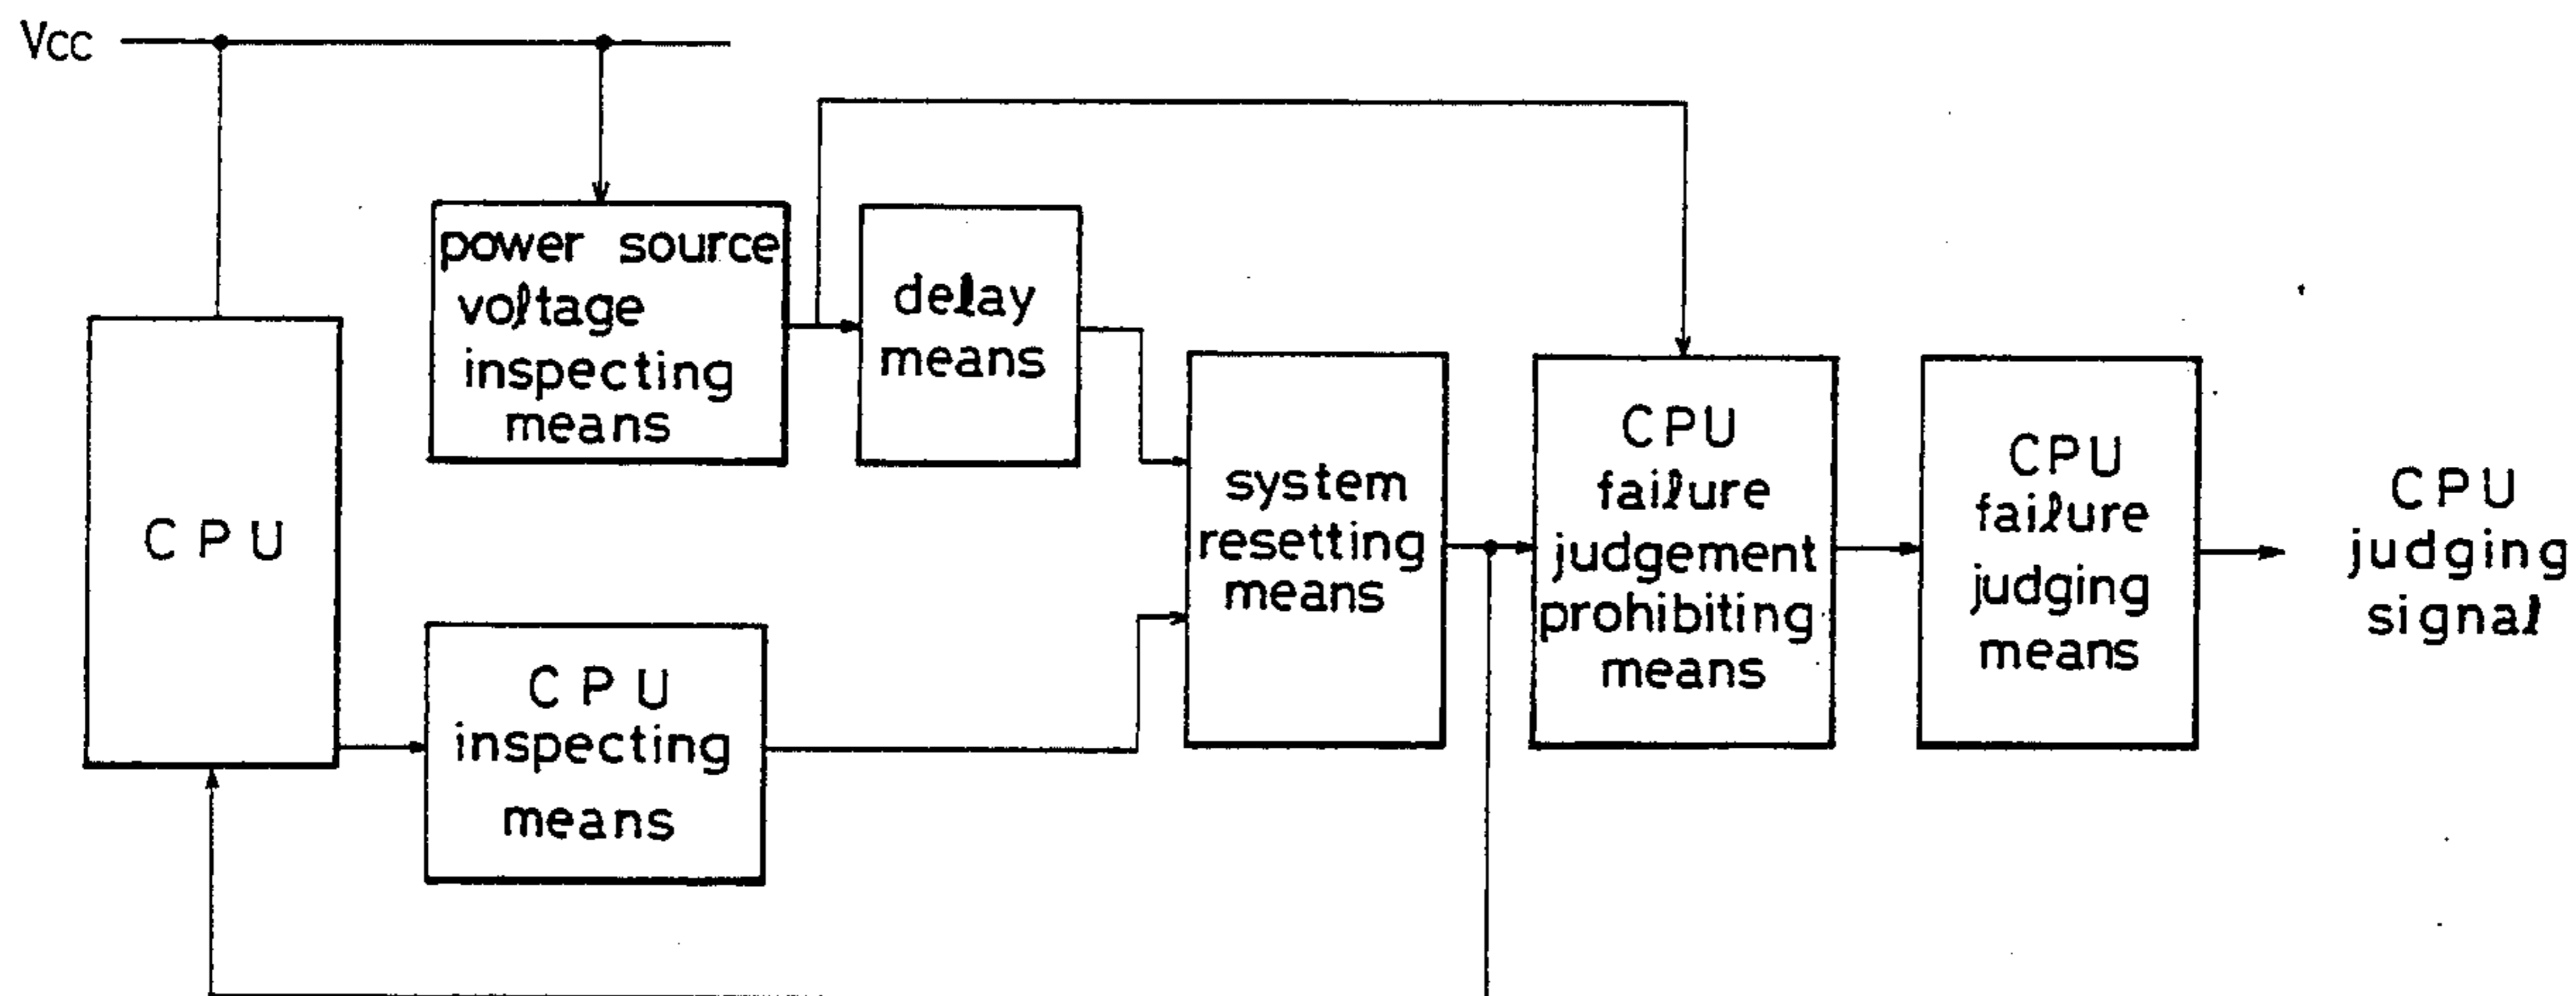 Vcc
power source
voltage
inspecting
means
delay
means
CPU
CPU
inspecting
means
system
resetting
means
CPU
failure
judgement
prohibiting
means
CPU
failure
judging
means
CPU
judging
signal